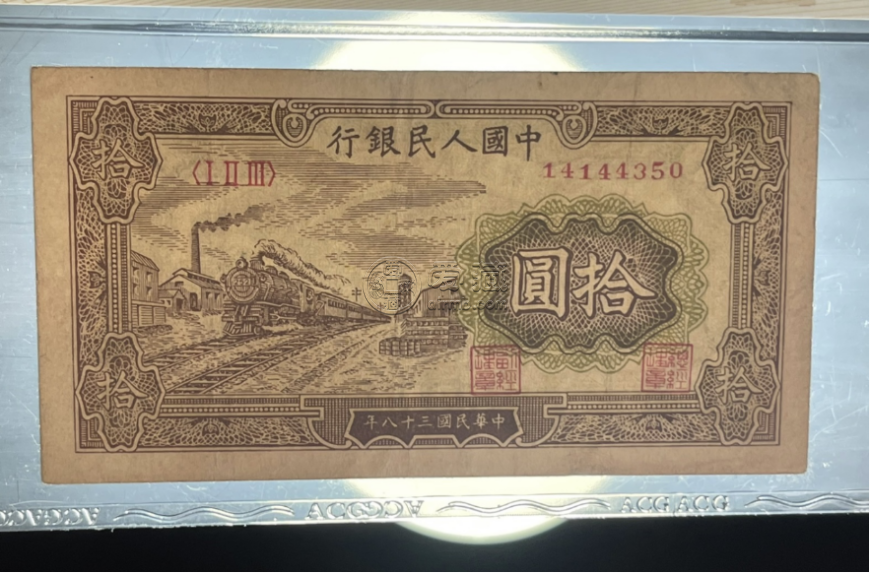 中國人民銀行
〈I II III〉
14144350
拾
拾
拾圓
拾
拾
中華民國三十八年
ACG ACG